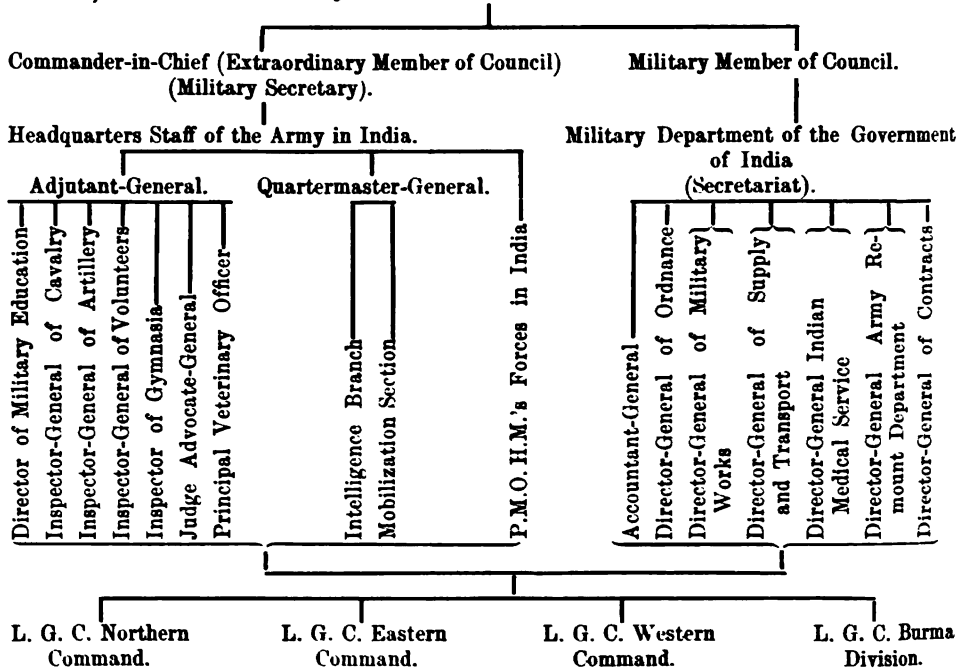 Commander-in-Chief (Extraordinary Member of Council)
(Military Secretary).
Military Member of Council.
Headquarters Staff of the Army in India.
Military Department of the Government
of India
(Secretariat).
Adjutant-General.
Quartermaster-General.
Director of Military Education
Inspector-General of Cavalry
Inspector-General of Artillery
Inspector-General of Volunteers
Inspector of Gymnasia
Judge Advocate-General
Principal Veterinary Officer
Intelligence Branch
Mobilization Section
P.M.O. H.M.'s Forces in India
Accountant-General
Director-General of Ordnance
Director-General of Military
Works
Director-General of Supply
and Transport
Director-General Indian
Medical Service
Director-General Army Re-
mount Department
Director-General of Contracts
L. G. C. Northern
Command.
L. G. C. Eastern
Command.
L. G. C. Western
Command.
L. G. C. Burma
Division.